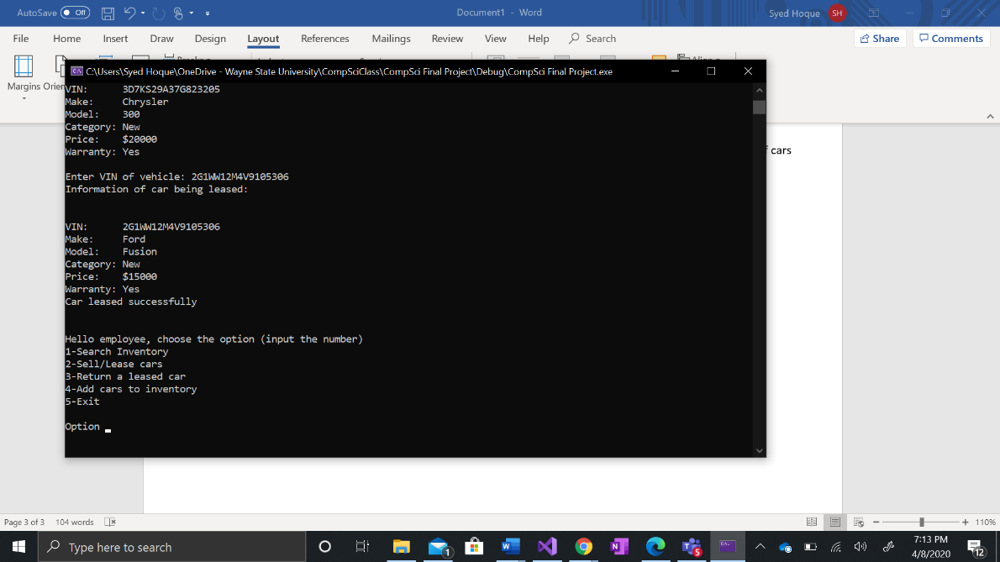 AutoSave Off
Document1 - Word
Syed Hoque SH
File Home Insert Draw Design Layout References Mailings Review View Help Search
Share Comments
Margins
C:\Users\Syed Hoque\OneDrive - Wayne State University\CompSciClass\CompSci Final Project\Debug\CompSci Final Project.exe
VIN: 3D7KS29A37G823205
Make: Chrysler
Model: 300
Category: New
Price: $20000
Warranty: Yes
Enter VIN of vehicle: 2G1WW12M4V9105306
Information of car being leased:
VIN: 2G1WW12M4V9105306
Make: Ford
Model: Fusion
Category: New
Price: $15000
Warranty: Yes
Car leased successfully
Hello employee, choose the option (input the number)
1-Search Inventory
2-Sell/Lease cars
3-Return a leased car
4-Add cars to inventory
5-Exit
Option
cars
Page 3 of 3 104 words
110%
Type here to search
1
5
7:13 PM
4/8/2020
12